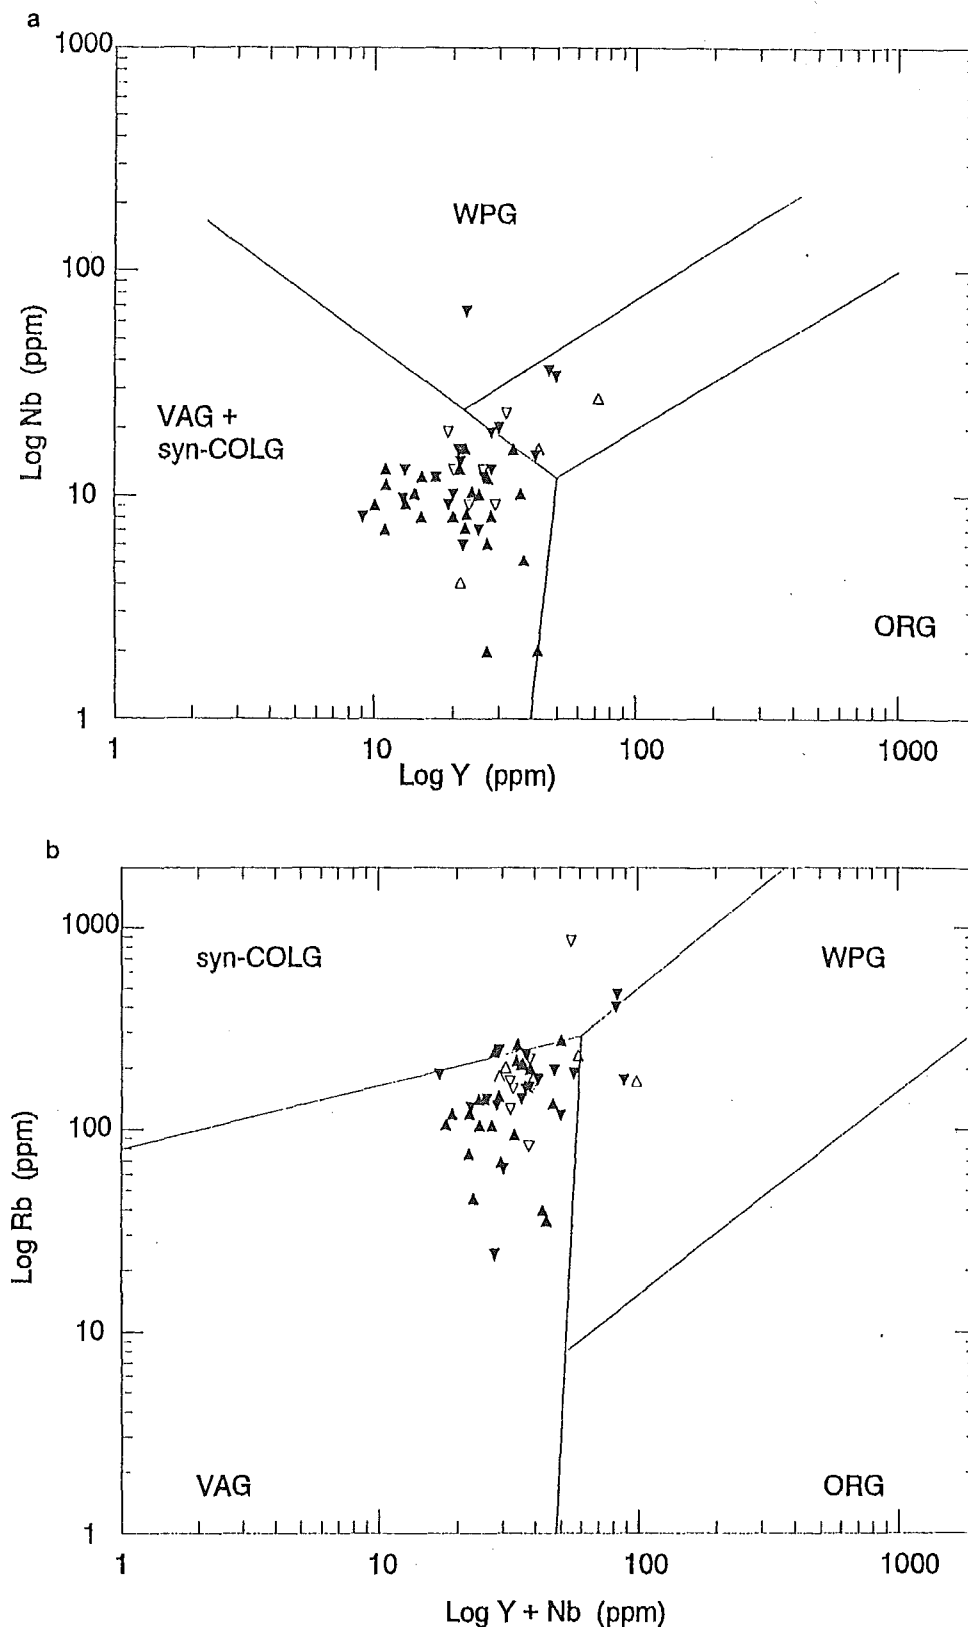 a
1000
WPG
100
Log Nb (ppm)
VAG +
syn-COLG
10
ORG
1
1
10
100
1000
Log Y (ppm)
b
1000
syn-COLG
WPG
100
Log Rb (ppm)
10
VAG
ORG
1
1
10
100
1000
Log Y + Nb (ppm)